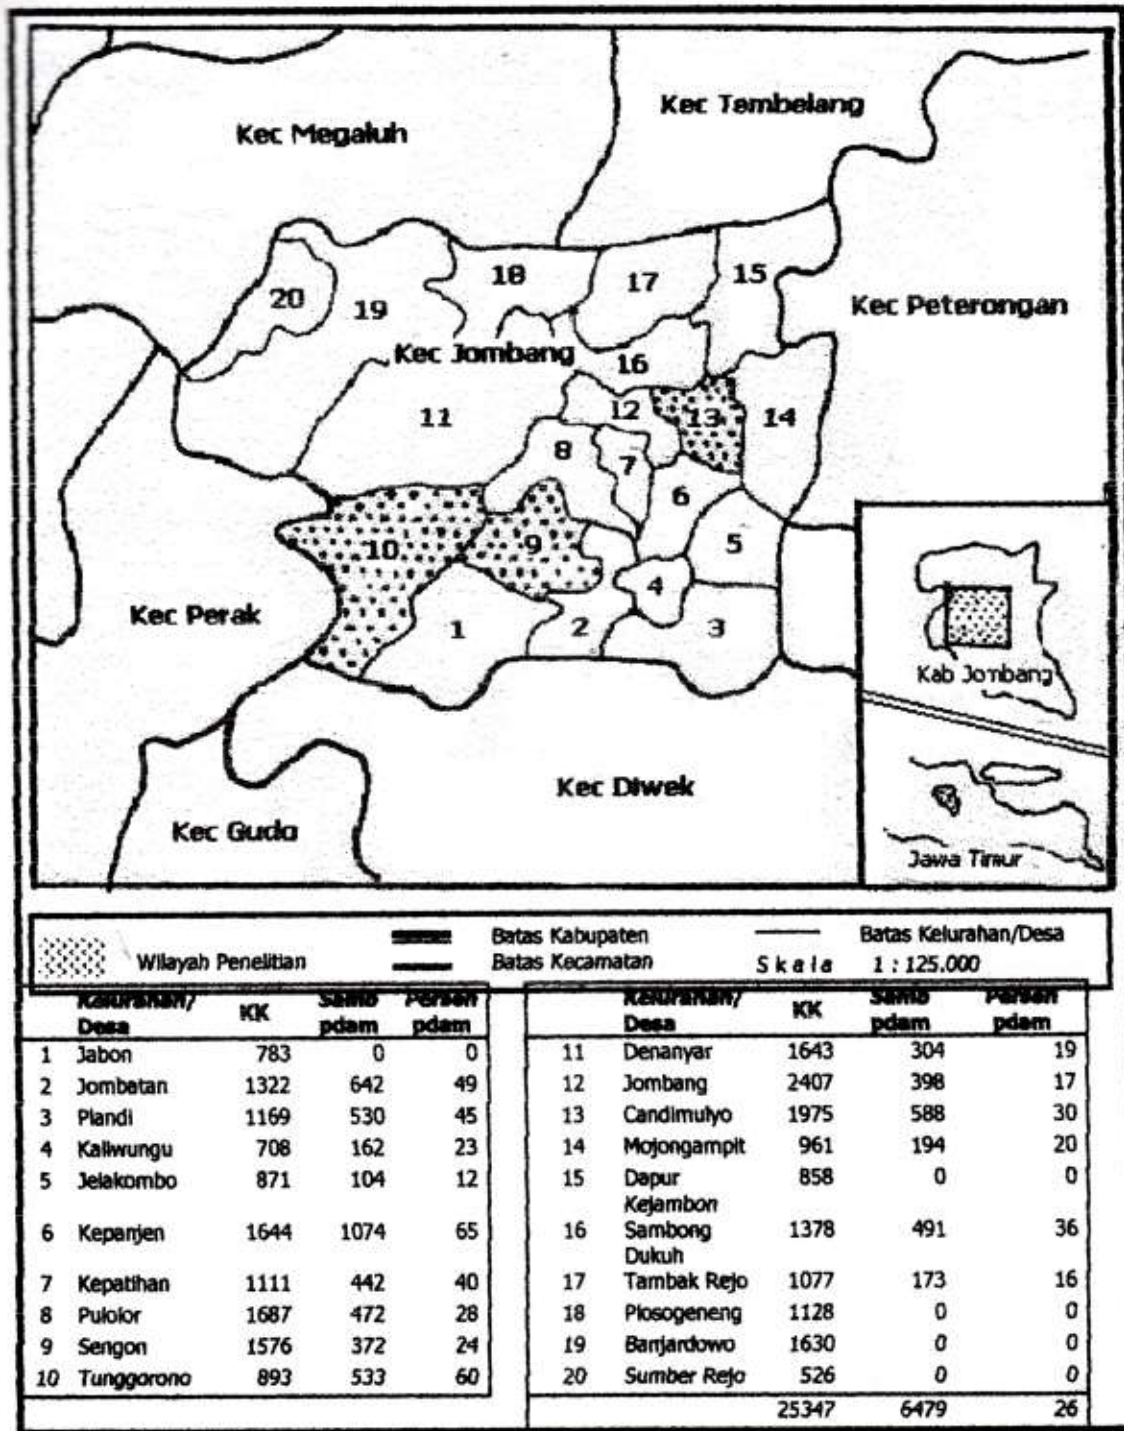 Kec Megaluh
Kec Tembelang
Kec Peterongan
Kec Jombang
20
19
18
17
15
16
11
12
13
14
8
7
6
10
9
5
4
1
2
3
Kec Perak
Kec Diwek
Kec Gudo
Kab Jombang
Jawa Timur
Wilayah Penelitian
Batas Kabupaten
Batas Kecamatan
Batas Kelurahan/Desa
Skala 1 : 125.000
Kelurahan/ Desa KK Samb pdam Persen pdam
1 Jabon 783 0 0
2 Jombatan 1322 642 49
3 Plandi 1169 530 45
4 Kaliwungu 708 162 23
5 Jelakombo 871 104 12
6 Kepanjen 1644 1074 65
7 Kepatihan 1111 442 40
8 Pulolor 1687 472 28
9 Sengon 1576 372 24
10 Tunggorono 893 533 60
Kelurahan/ Desa KK Samb pdam Persen pdam
11 Denanyar 1643 304 19
12 Jombang 2407 398 17
13 Candimulyo 1975 588 30
14 Mojongampit 961 194 20
15 Dapur 858 0 0
Kejambon
16 Sambong 1378 491 36
Dukuh
17 Tambak Rejo 1077 173 16
18 Plosogeneng 1128 0 0
19 Banjardowo 1630 0 0
20 Sumber Rejo 526 0 0
25347 6479 26